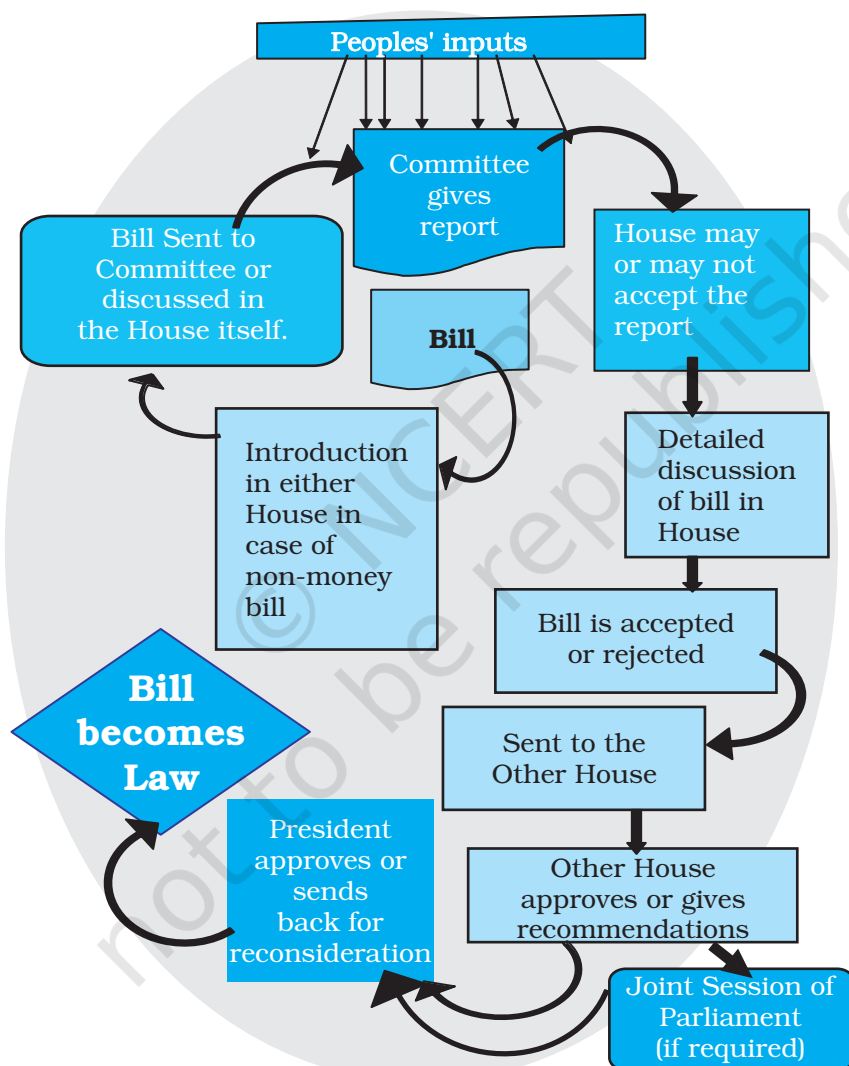 Peoples' inputs
Committee
gives
report
Bill Sent to
Committee or
discussed in
the House itself.
House may
or may not
accept the
report
Bill
Introduction
in either
House in
case of
non-money
bill
Detailed
discussion
of bill in
House
Bill is accepted
or rejected
Sent to the
Other House
Other House
approves or gives
recommendations
Joint Session of
Parliament
(if required)
President
approves or
sends
back for
reconsideration
Bill
becomes
Law
© NCERT
not to be republishe